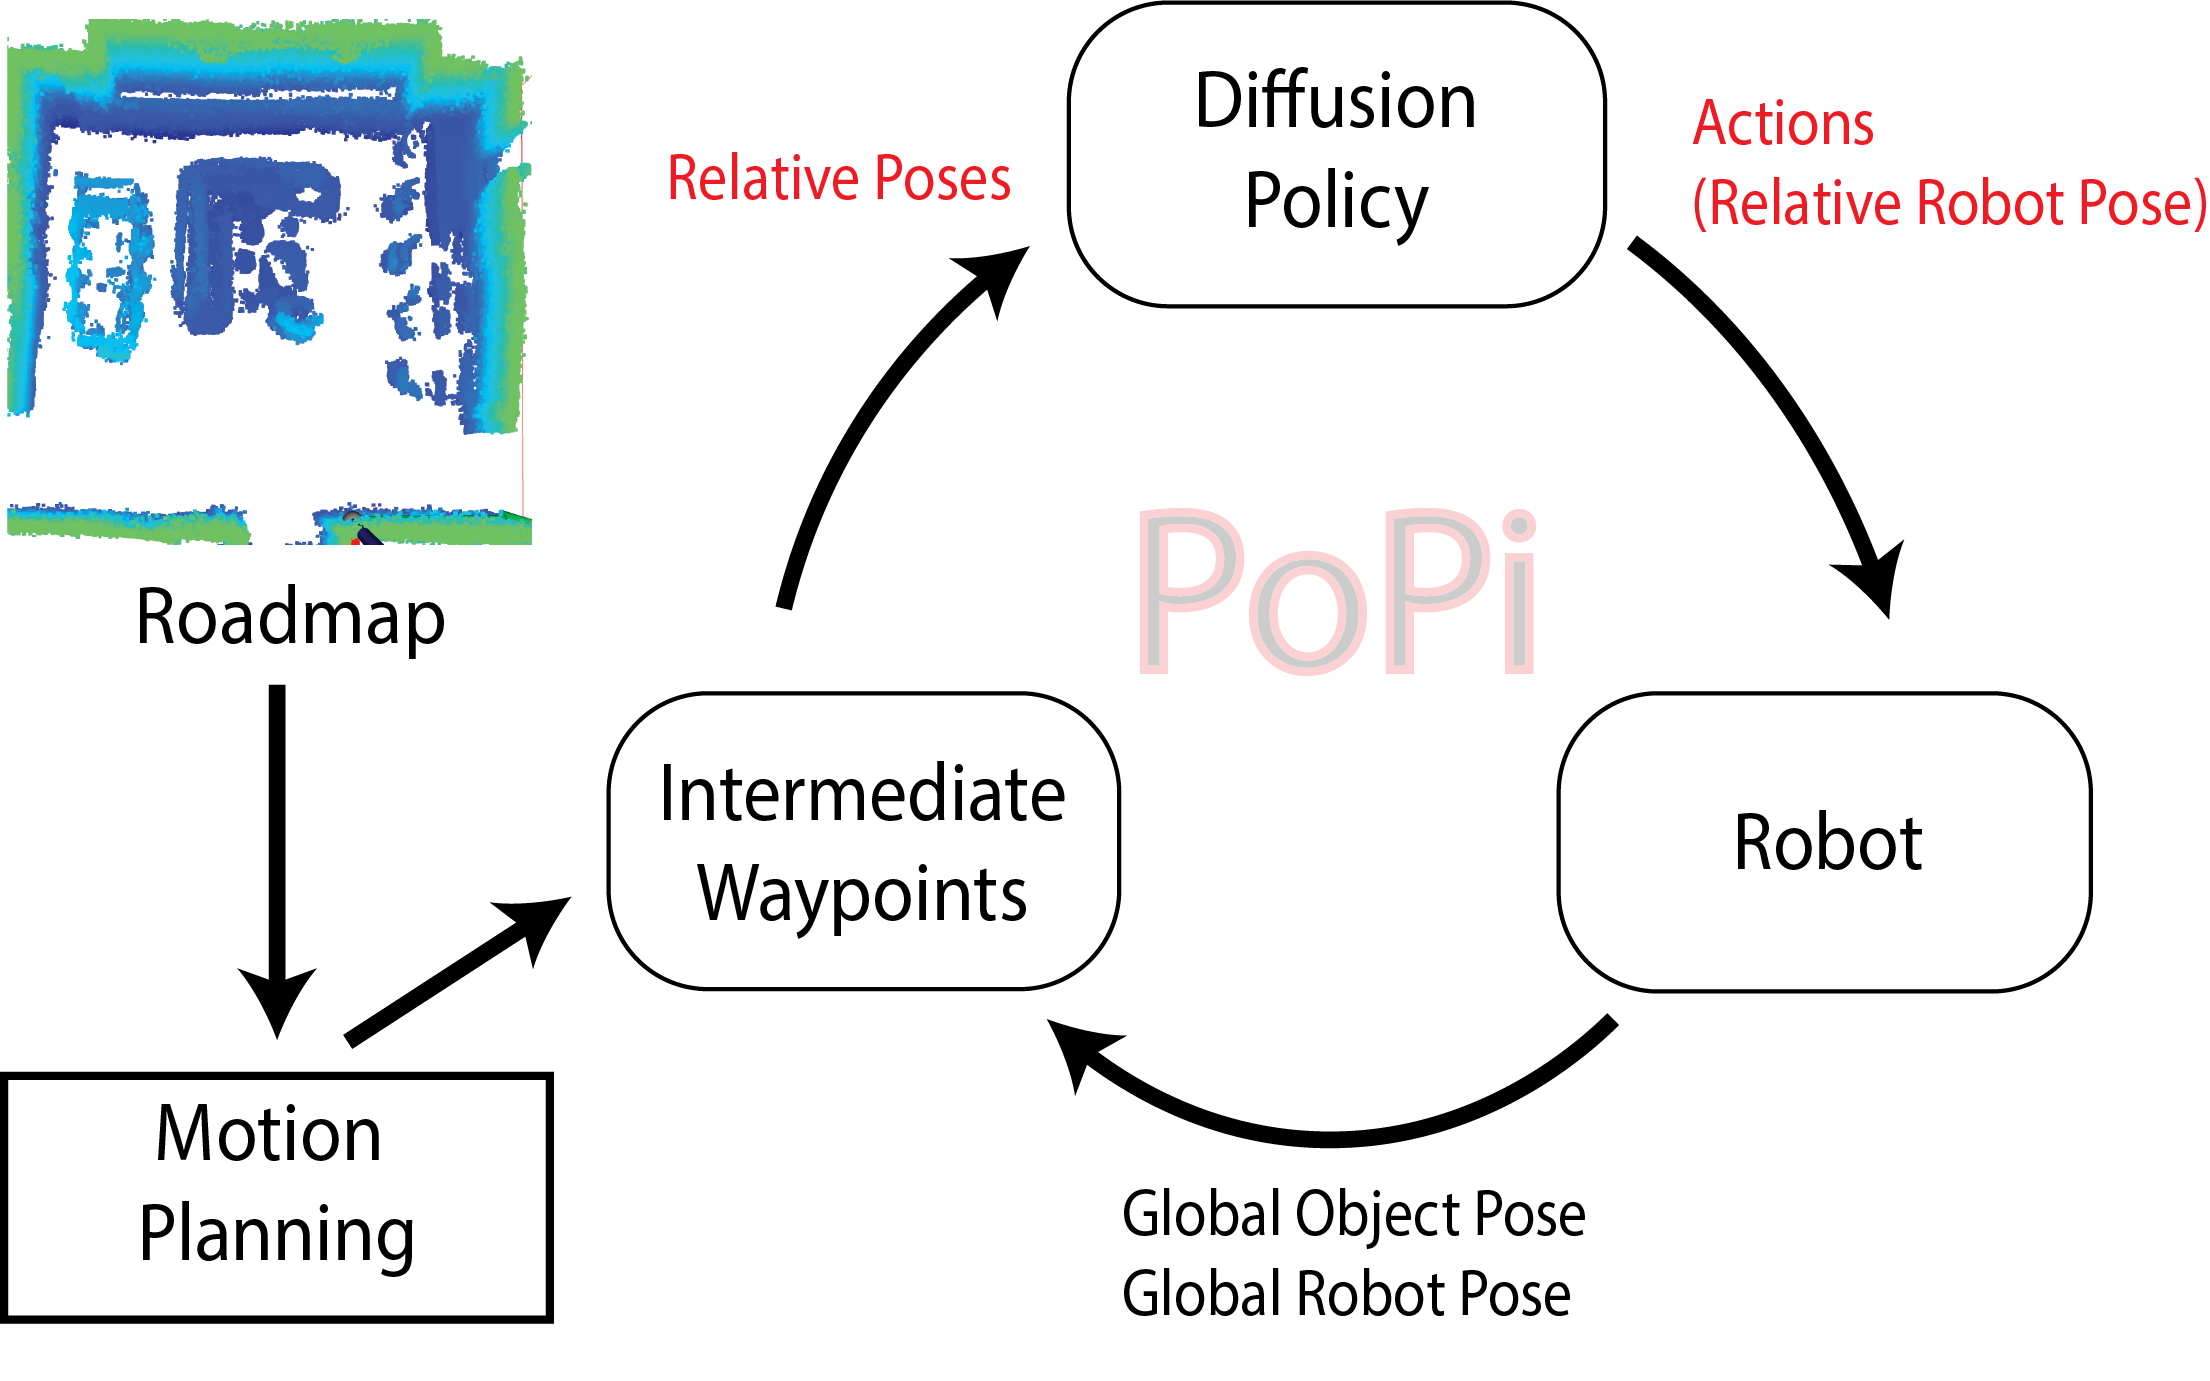 Diffusion
Policy
Relative Poses
Actions
(Relative Robot Pose)
PoPi
Roadmap
Intermediate
Waypoints
Robot
Motion
Planning
Global Object Pose
Global Robot Pose